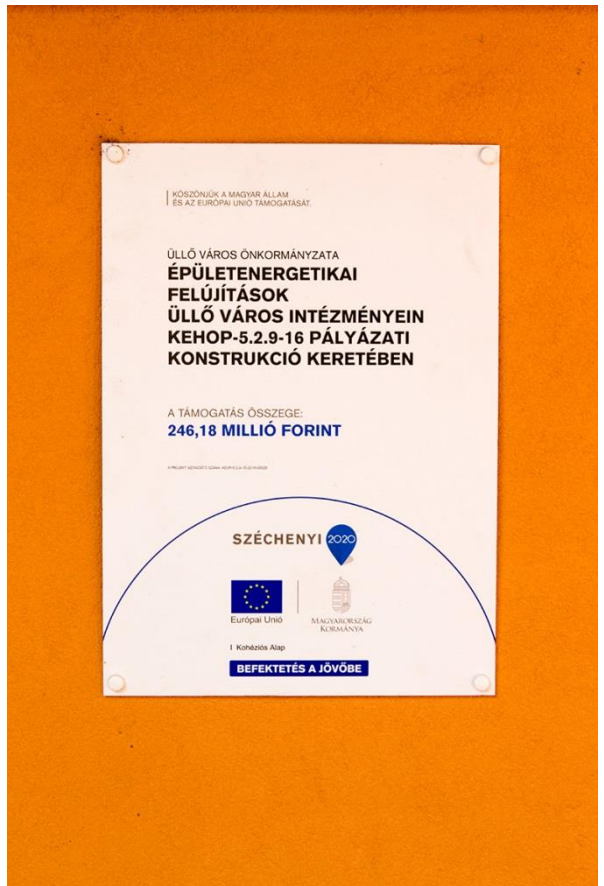 KÖSZÖNJÜK A MAGYAR ÁLLAM
ÉS AZ EURÓPAI UNIÓ TÁMOGATÁSÁT.
ÜLLŐ VÁROS ÖNKORMÁNYZATA
ÉPÜLETENERGETIKAI
FELÚJÍTÁSOK
ÜLLŐ VÁROS INTÉZMÉNYEIN
KEHOP-5.2.9-16 PÁLYÁZATI
KONSTRUKCIÓ KERETÉBEN
A TÁMOGATÁS ÖSSZEGE:
246,18 MILLIÓ FORINT
SZÉCHENYI 2020
Európai Unió
MAGYARORSZÁG
KORMÁNYA
Kohéziós Alap
BEFEKTETÉS A JÖVŐBE